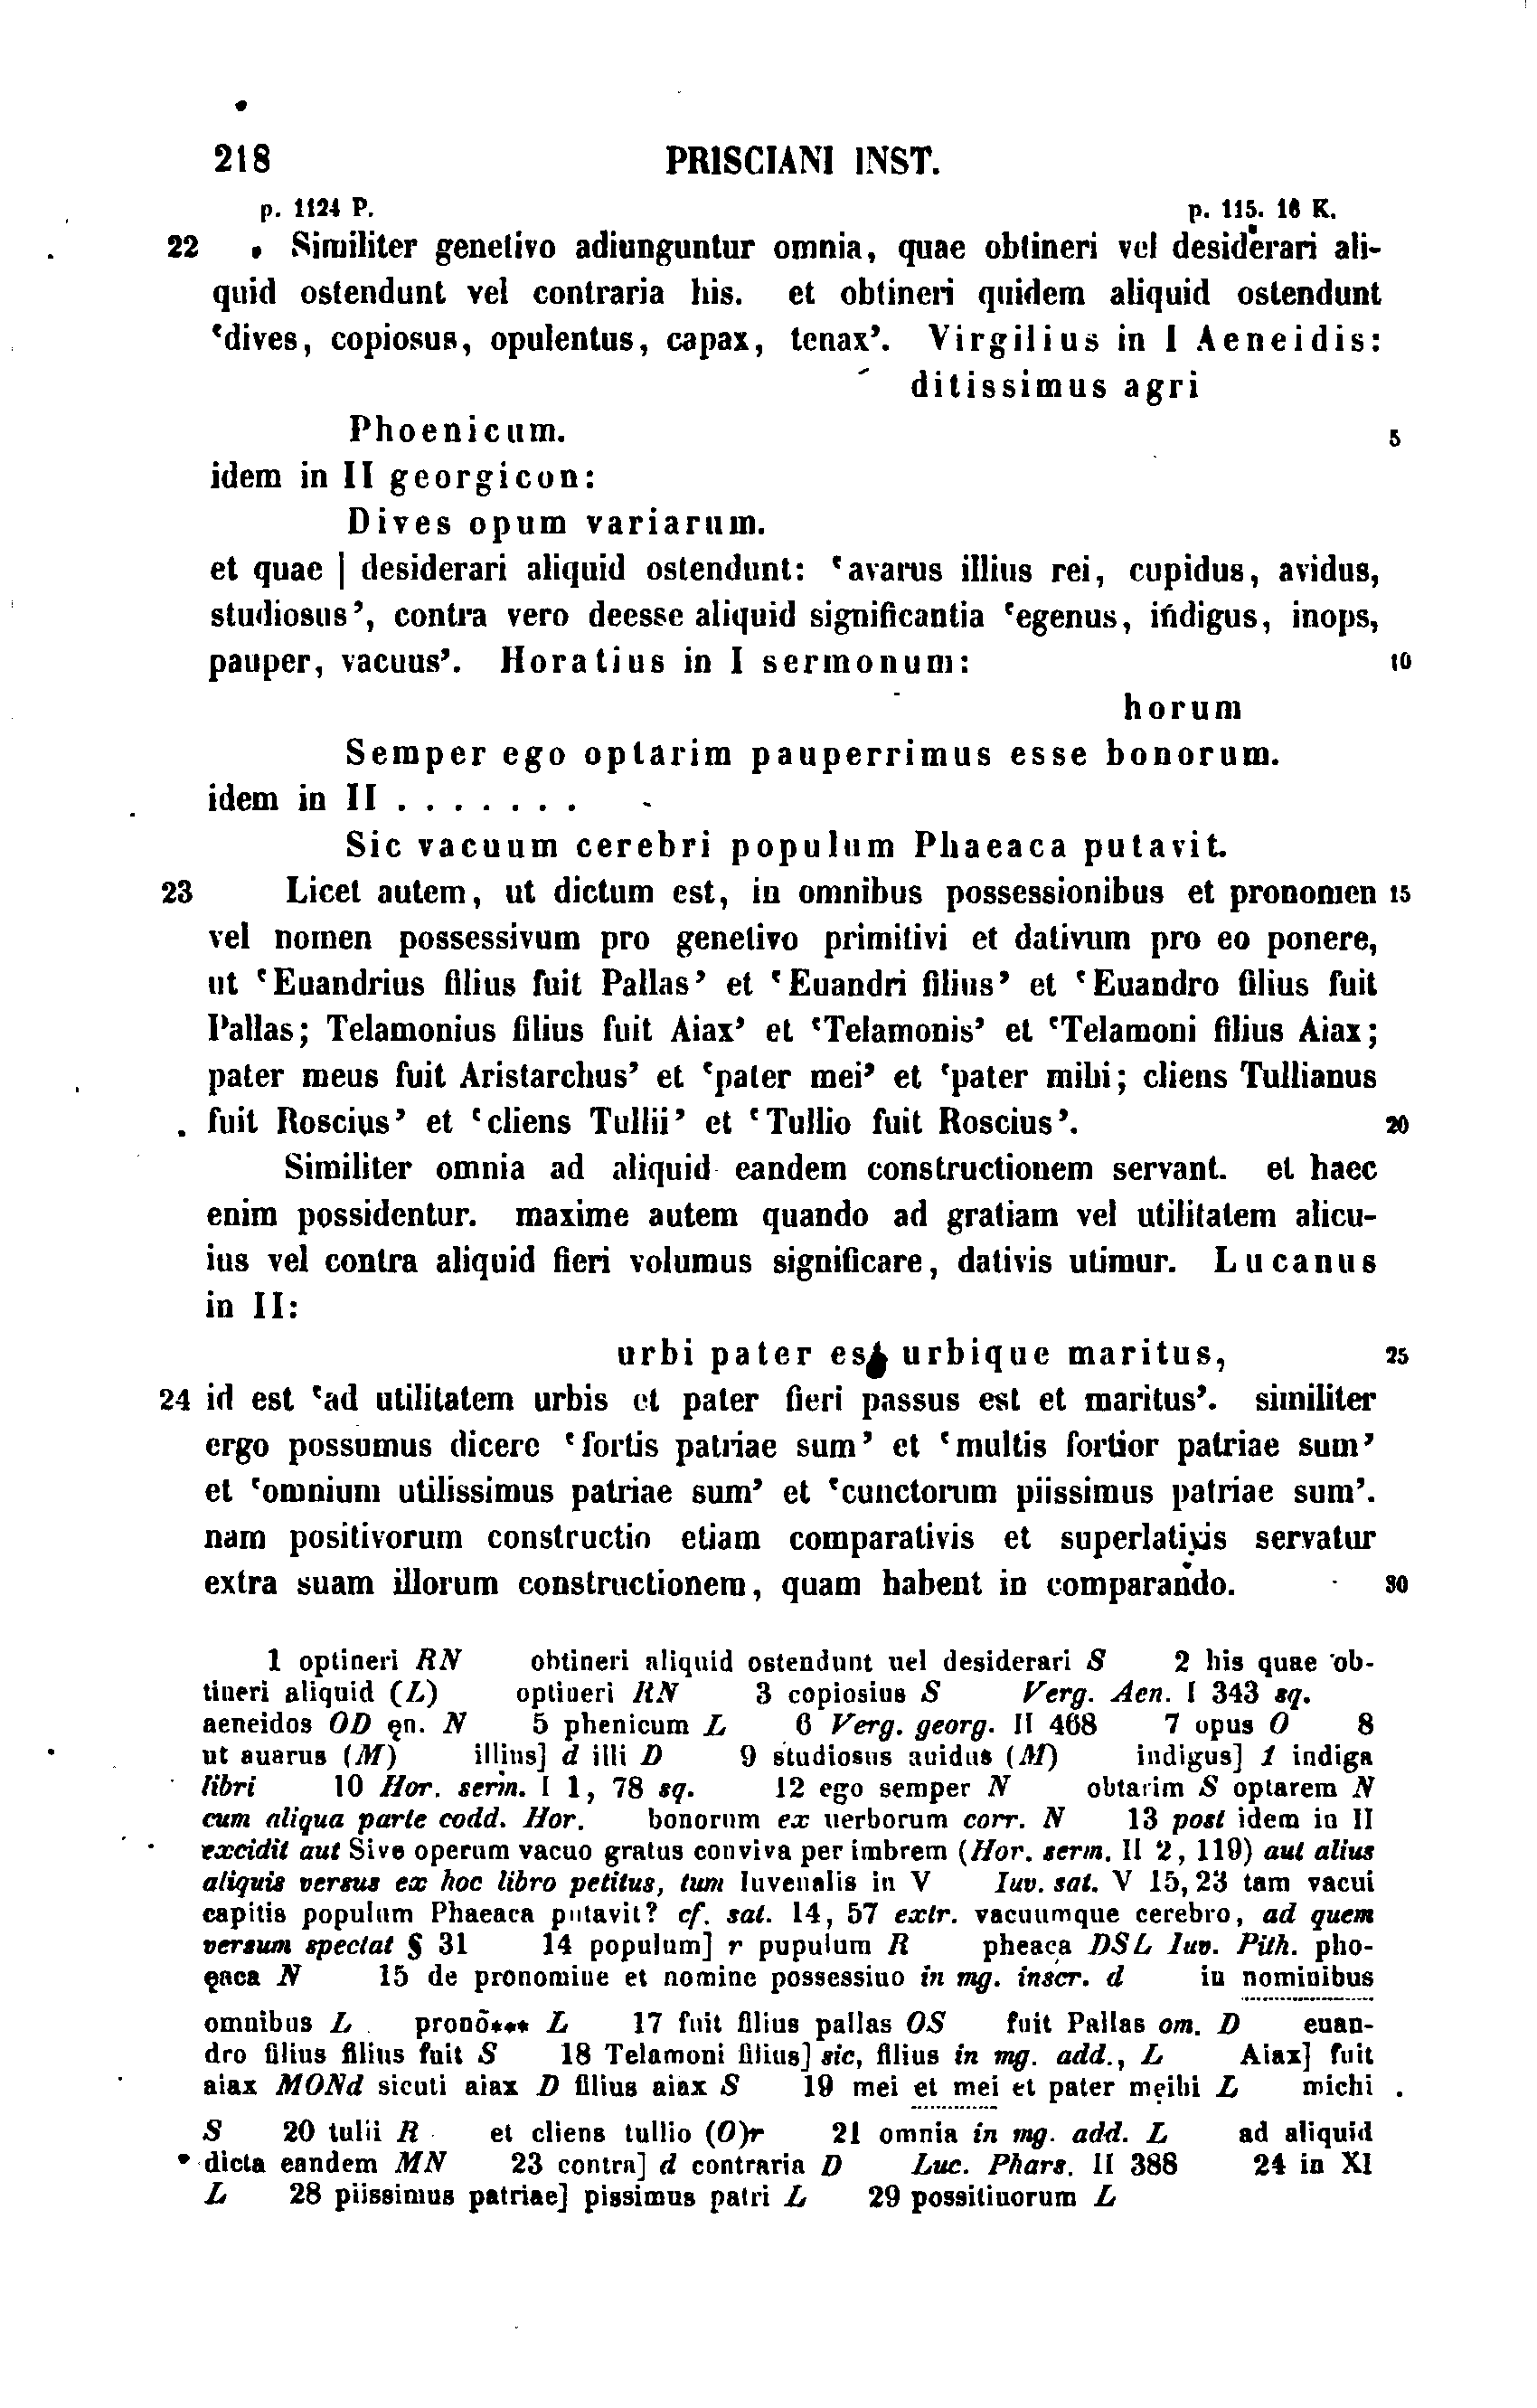 218 PRISCIANI INST.
p. 1124 P. p. 115. 16 K.
22 Similiter genetivo adiunguntur omnia, quae obtineri vel desiderari ali-
quid ostendunt vel contraria his. et obtineri quidem aliquid ostendunt
‘dives, copiosus, opulentus, capax, tenax’. Virgilius in I Aeneidis:
ditissimus agri
Phoenicum. 5
idem in II georgicon:
Dives opum variarum.
et quae | desiderari aliquid ostendunt: ‘avarus illius rei, cupidus, avidus,
studiosus’, contra vero deesse aliquid significantia ‘egenus, indigus, inops,
pauper, vacuus’. Horatius in I sermonum: 10
horum
Semper ego optarim pauperrimus esse bonorum.
idem in II . . . . . . .
Sic vacuum cerebri populum Phaeaca putavit.
23 Licet autem, ut dictum est, in omnibus possessionibus et pronomen 15
vel nomen possessivum pro genetivo primitivi et dativum pro eo ponere,
ut ‘Euandrius filius fuit Pallas’ et ‘Euandri filius’ et ‘Euandro filius fuit
Pallas; Telamonius filius fuit Aiax’ et ‘Telamonis’ et ‘Telamoni filius Aiax;
pater meus fuit Aristarchus’ et ‘pater mei’ et ‘pater mihi; cliens Tullianus
fuit Roscius’ et ‘cliens Tullii’ et ‘Tullio fuit Roscius’. 20
Similiter omnia ad aliquid eandem constructionem servant. et haec
enim possidentur. maxime autem quando ad gratiam vel utilitatem alicu-
ius vel contra aliquid fieri volumus significare, dativis utimur. Lucanus
in II:
urbi pater est urbique maritus, 25
24 id est ‘ad utilitatem urbis et pater fieri passus est et maritus’. similiter
ergo possumus dicere ‘fortis patriae sum’ et ‘multis fortior patriae sum’
et ‘omnium utilissimus patriae sum’ et ‘cunctorum piissimus patriae sum’.
nam positivorum constructio etiam comparativis et superlativis servatur
extra suam illorum constructionem, quam habent in comparando. 30
1 optineri RN obtineri aliquid ostendunt uel desiderari S 2 his quae ob-
tineri aliquid (L) optineri RN 3 copiosius S Verg. Aen. I 343 sq.
aeneidos OD ęn. N 5 phenicum L 6 Verg. georg. II 468 7 opus O 8
ut auarus (M) illius] d illi D 9 studiosus auidus (M) indigus] 1 indiga
libri 10 Hor. serm. I 1, 78 sq. 12 ego semper N obtarim S optarem N
cum aliqua parte codd. Hor. bonorum ex uerborum corr. N 13 post idem in II
excidit aut Sive operum vacuo gratus conviva per imbrem (Hor. serm. II 2, 119) aut alius
aliquis versus ex hoc libro petitus, tum Iuvenalis in V Iuv. sat. V 15, 23 tam vacui
capitis populum Phaeaca putavit? cf. sat. 14, 57 extr. vacuumque cerebro, ad quem
versum spectat § 31 14 populum] r pupulum R pheaca DSL Iuv. Pith. pho-
ęaca N 15 de pronomine et nomine possessiuo in mg. inscr. d in nominibus
omnibus L pronō*** L 17 fuit filius pallas OS fuit Pallas om. D euan-
dro filius filius fuit S 18 Telamoni filius] sic, filius in mg. add., L Aiax] fuit
aiax MONd sicuti aiax D filius aiax S 19 mei et mei et pater mẹihi L michi
S 20 tulii R et cliens tullio (O)r 21 omnia in mg. add. L ad aliquid
dicta eandem MN 23 contra] d contraria D Luc. Phars. II 388 24 in XI
L 28 piissimus patriae] pissimus patri L 29 possitiuorum L